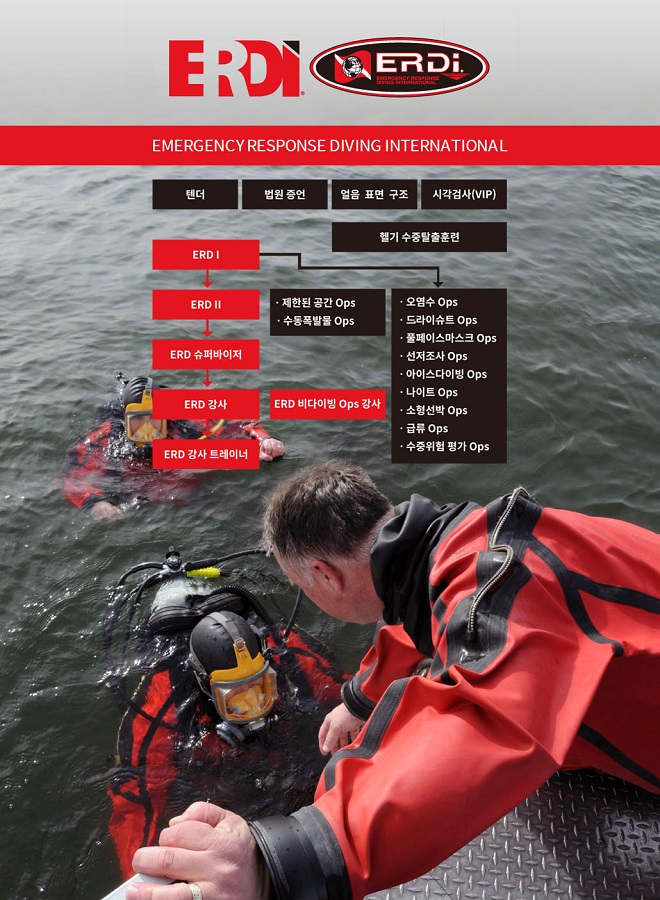 ERDi
ERDi.
EMERGENCY RESPONSE
DIVING INTERNATIONAL
EMERGENCY RESPONSE DIVING INTERNATIONAL
텐더
법원 증언
얼음 표면 구조
시각검사(VIP)
헬기 수중탈출훈련
ERD I
ERD II
· 제한된 공간 Ops
· 수동폭발물 Ops
· 오염수 Ops
· 드라이슈트 Ops
· 풀페이스마스크 Ops
· 선저조사 Ops
· 아이스다이빙 Ops
· 나이트 Ops
· 소형선박 Ops
· 급류 Ops
· 수중위험 평가 Ops
ERD 슈퍼바이저
ERD 강사
ERD 비다이빙 Ops 강사
ERD 강사 트레이너